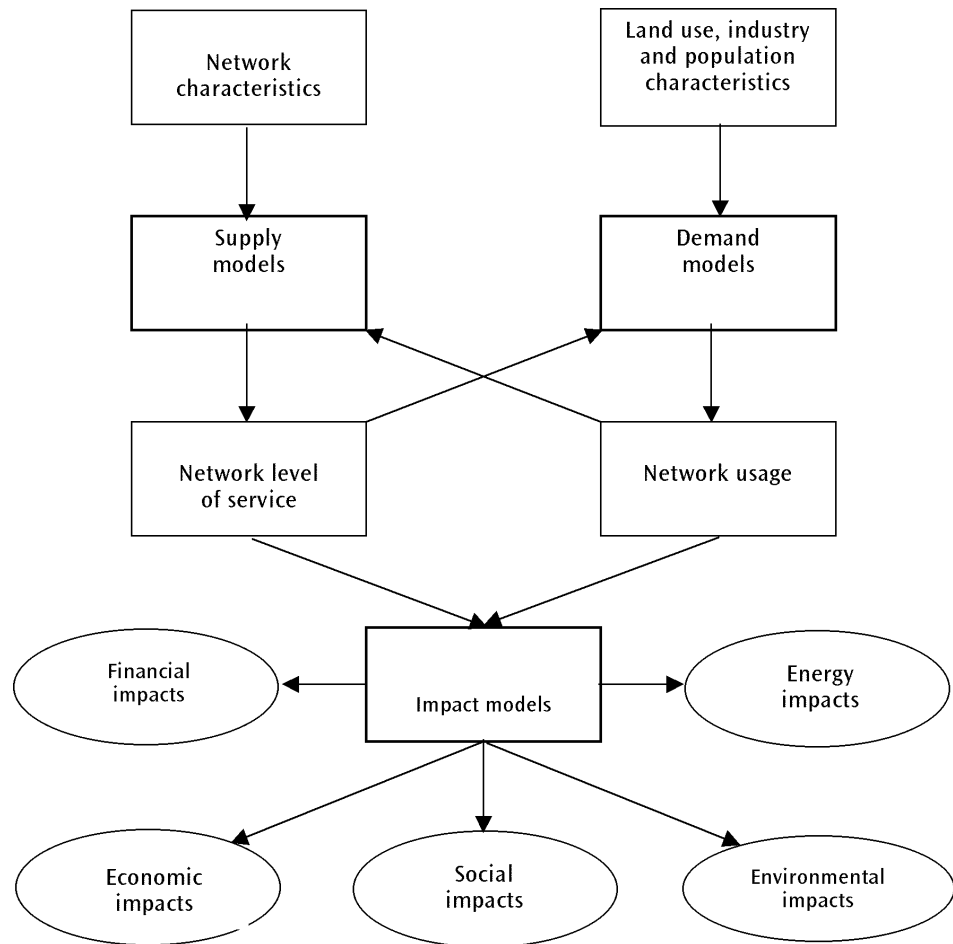 Network
characteristics
Land use, industry
and population
characteristics
Supply
models
Demand
models
Network level
of service
Network usage
Financial
impacts
Impact models
Energy
impacts
Economic
impacts
Social
impacts
Environmental
impacts